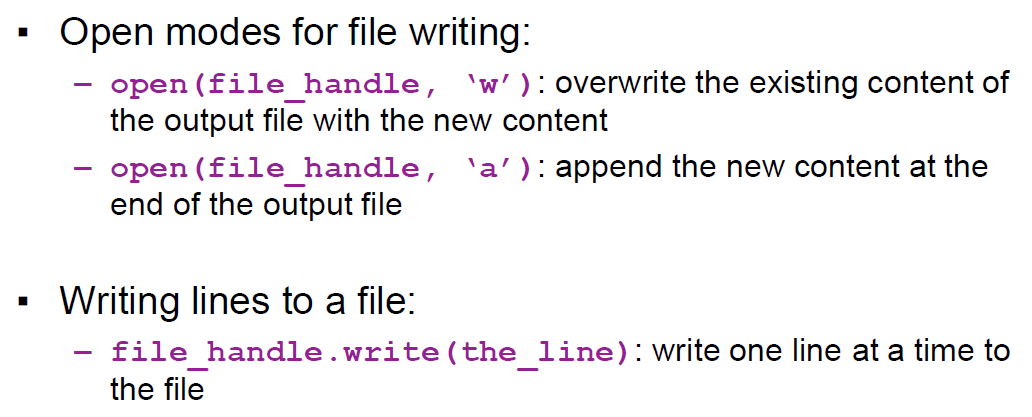 ▪ Open modes for file writing:
– open(file_handle, ‘w’): overwrite the existing content of
the output file with the new content
– open(file_handle, ‘a’): append the new content at the
end of the output file
▪ Writing lines to a file:
– file_handle.write(the_line): write one line at a time to
the file